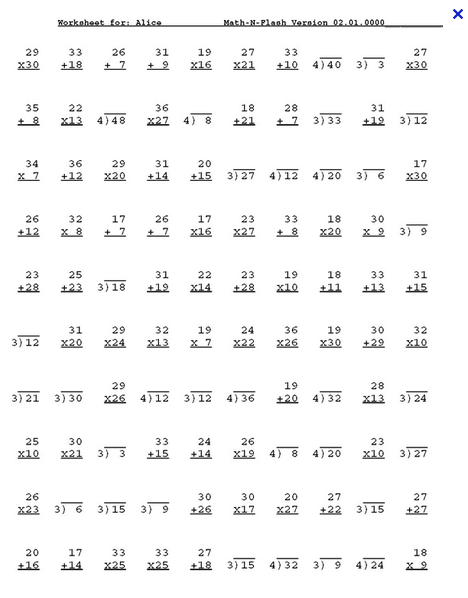 Worksheet for: Alice Math-N-Flash Version 02.01.0000
29 33 26 31 19 27 33 4)40 3) 3 27
x30 +18 + 7 + 9 x16 x21 +10 x30
35 22 4)48 36 4) 8 18 28 3)33 31 3)12
+ 8 x13 x27 +21 + 7 +19
34 36 29 31 20 3)27 4)12 4)20 3) 6 17
x 7 +12 x20 +14 +15 x30
26 32 17 26 17 23 33 18 30 3) 9
+12 x 8 + 7 + 7 x16 x27 + 8 x20 x 9
23 25 3)18 31 22 23 19 18 33 31
+28 +23 +19 x14 +28 x10 +11 +13 +15
3)12 31 29 32 19 24 36 19 30 32
x20 x24 x13 x 7 x22 x26 x30 +29 x10
3)21 3)30 29 4)12 3)12 4)36 19 4)32 28 3)24
x26 +20 x13
25 30 3) 3 33 24 26 4) 8 4)20 23 3)27
x10 x21 +15 +14 x19 x10
26 3) 6 3)15 3) 9 30 30 20 27 3)15 27
x23 +26 x17 x27 +22 +27
20 17 33 33 27 3)15 4)32 3) 9 4)24 18
+16 +14 x25 x25 +18 x 9